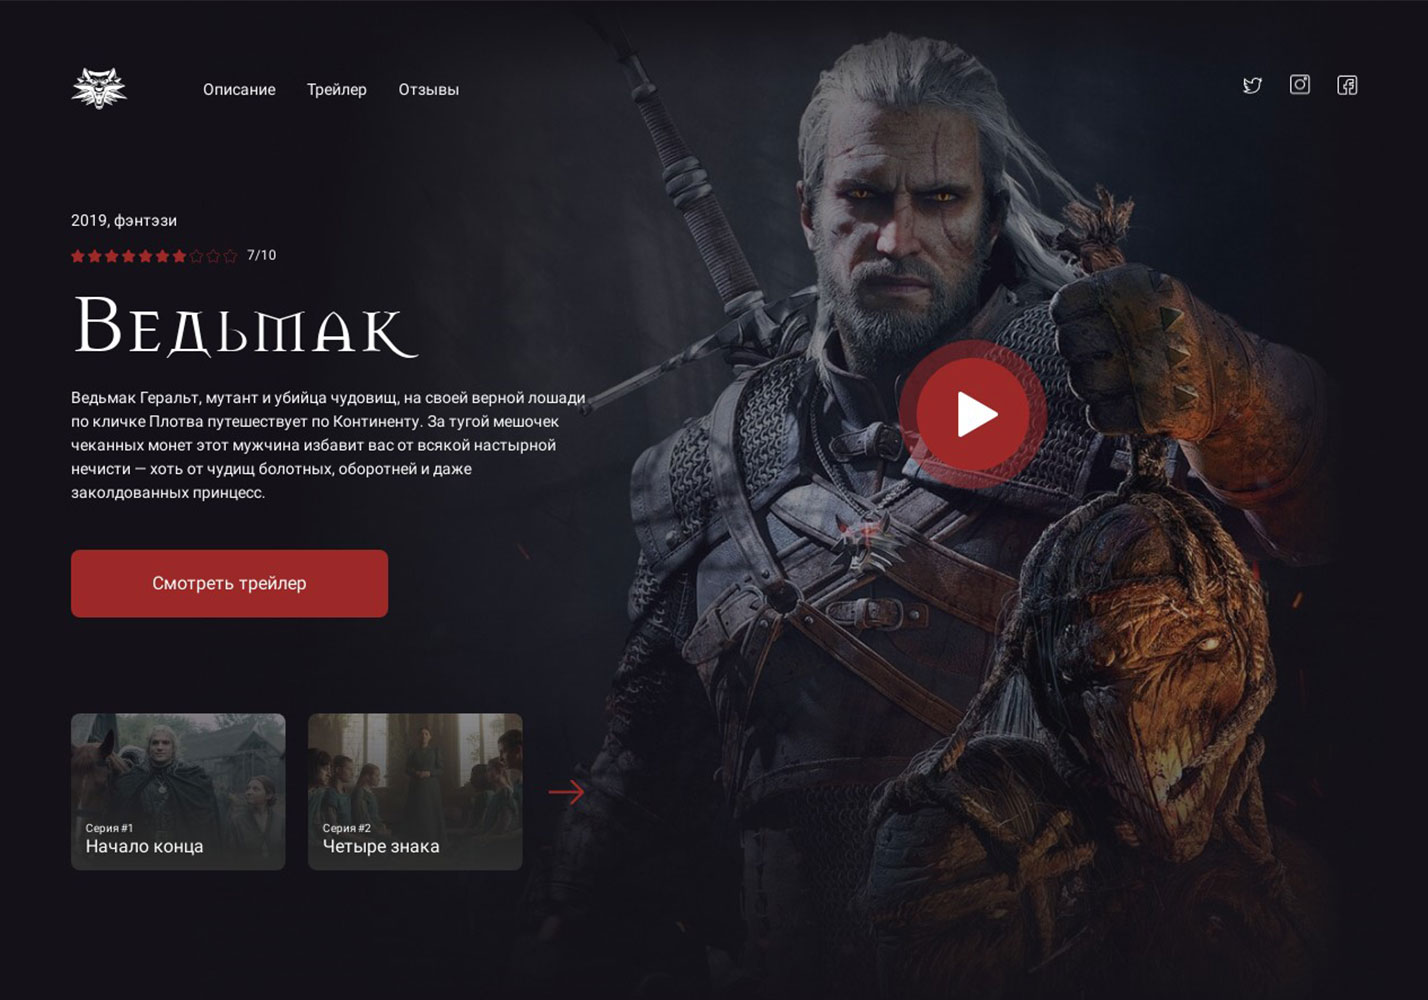 Описание Трейлер Отзывы
2019, фэнтэзи
7/10
Ведьмак
Ведьмак Геральт, мутант и убийца чудовищ, на своей верной лошади
по кличке Плотва путешествует по Континенту. За тугой мешочек
чеканных монет этот мужчина избавит вас от всякой настырной
нечисти — хоть от чудищ болотных, оборотней и даже
заколдованных принцесс.
Смотреть трейлер
Серия #1
Начало конца
Серия #2
Четыре знака